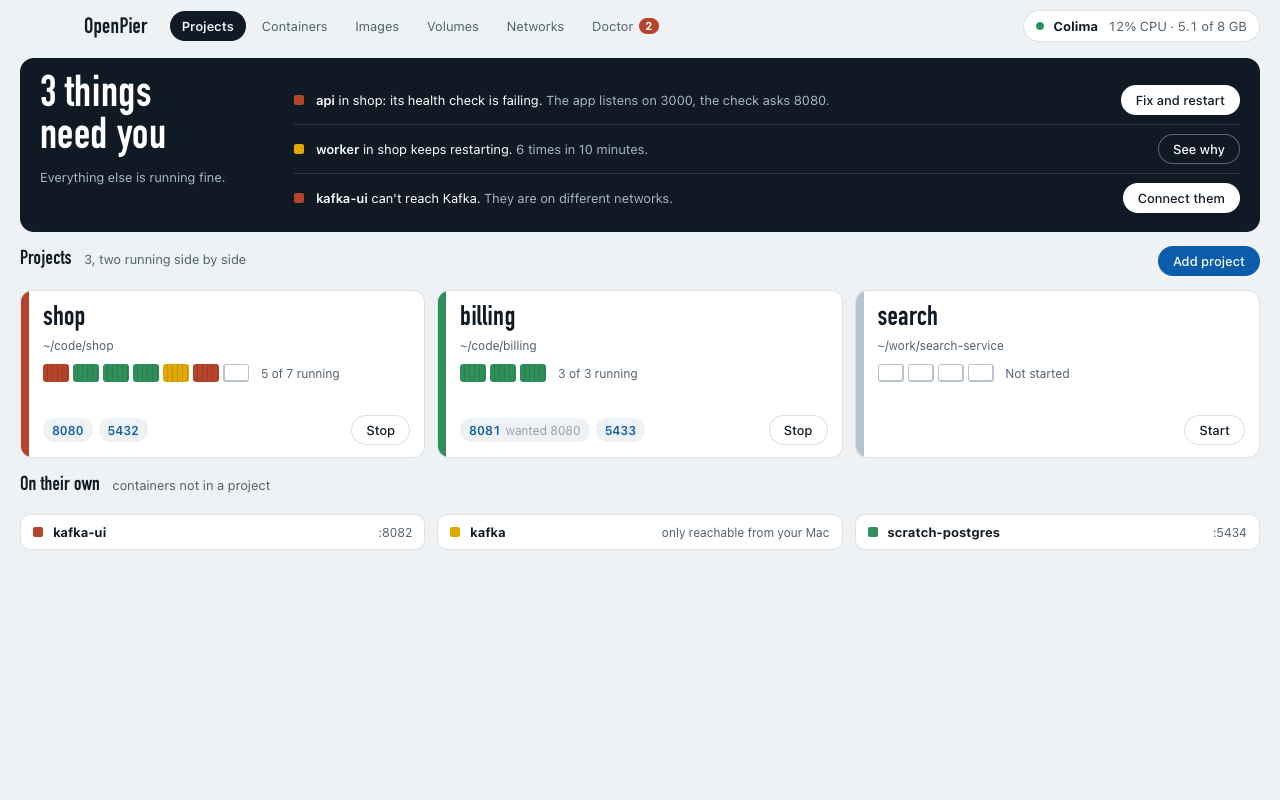 OpenPier Projects Containers Images Volumes Networks Doctor 2 Colima 12% CPU · 5.1 of 8 GB
3 things
need you
Everything else is running fine.
api in shop: its health check is failing. The app listens on 3000, the check asks 8080. Fix and restart
worker in shop keeps restarting. 6 times in 10 minutes. See why
kafka-ui can't reach Kafka. They are on different networks. Connect them
Projects 3, two running side by side Add project
shop
~/code/shop
5 of 7 running
8080 5432 Stop
billing
~/code/billing
3 of 3 running
8081 wanted 8080 5433 Stop
search
~/work/search-service
Not started
Start
On their own containers not in a project
kafka-ui :8082
kafka only reachable from your Mac
scratch-postgres :5434